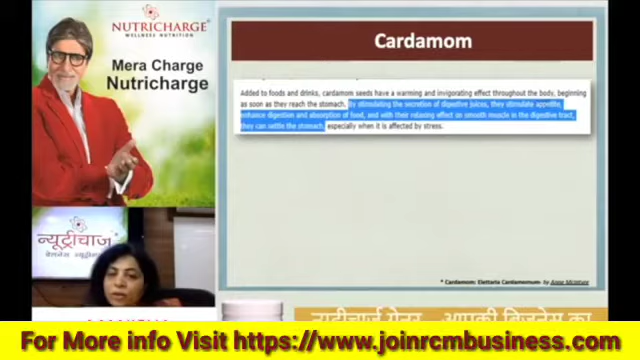 NUTRICHARGE
WELLNESS NUTRITION
Mera Charge
Nutricharge
Cardamom
Added to foods and drinks, cardamom seeds have a warming and invigorating effect throughout the body, beginning
as soon as they reach the stomach. By stimulating the secretion of digestive juices, they stimulate appetite,
enhance digestion and absorption of food, and with their relaxing effect on smooth muscle in the digestive tract,
they can settle the stomach, especially when it is affected by stress.
* Cardamom: Elettaria Cardamomum- by Anne McIntyre
न्यूट्रीचार्ज
For More info Visit https://www.joinrcmbusiness.com